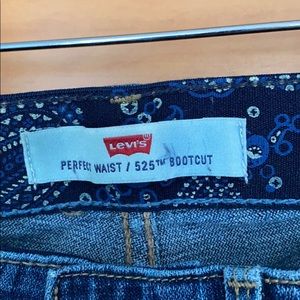 Levi's
PERFECT WAIST / 525™ BOOTCUT